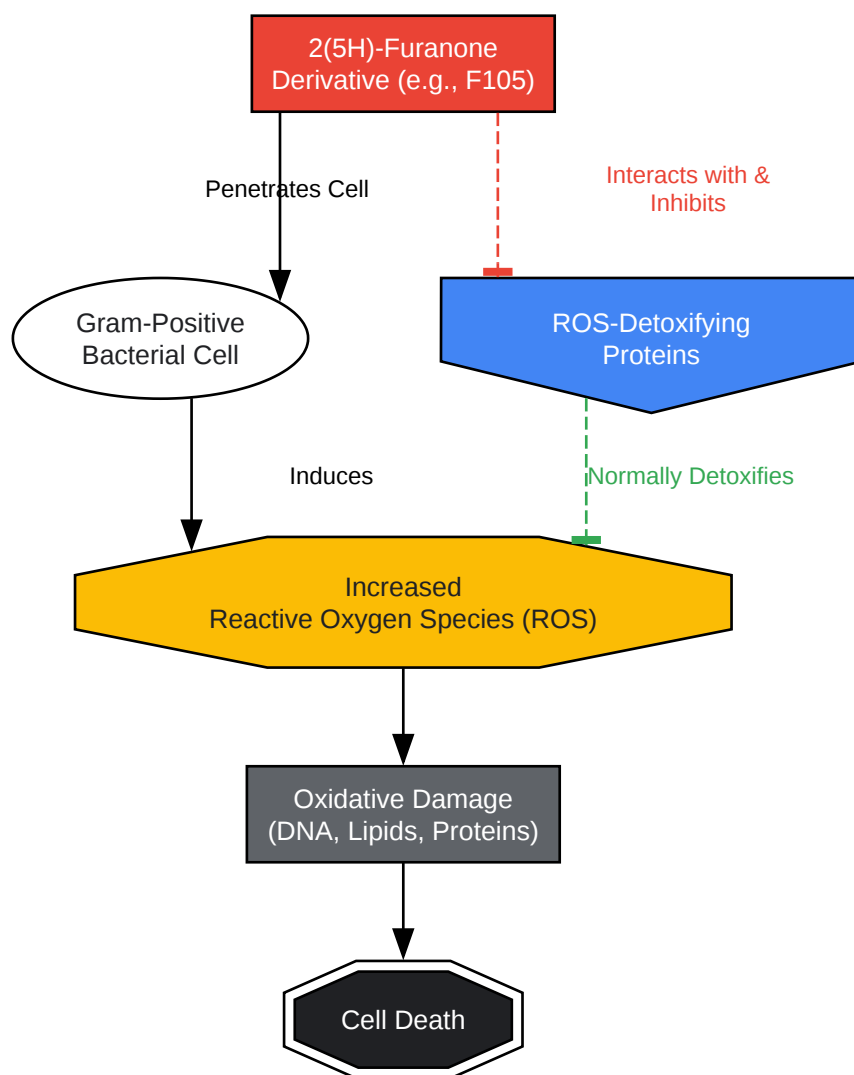 2(5H)-Furanone
Derivative (e.g., F105)
Penetrates Cell
Interacts with &
Inhibits
Gram-Positive
Bacterial Cell
ROS-Detoxifying
Proteins
Induces
Normally Detoxifies
Increased
Reactive Oxygen Species (ROS)
Oxidative Damage
(DNA, Lipids, Proteins)
Cell Death